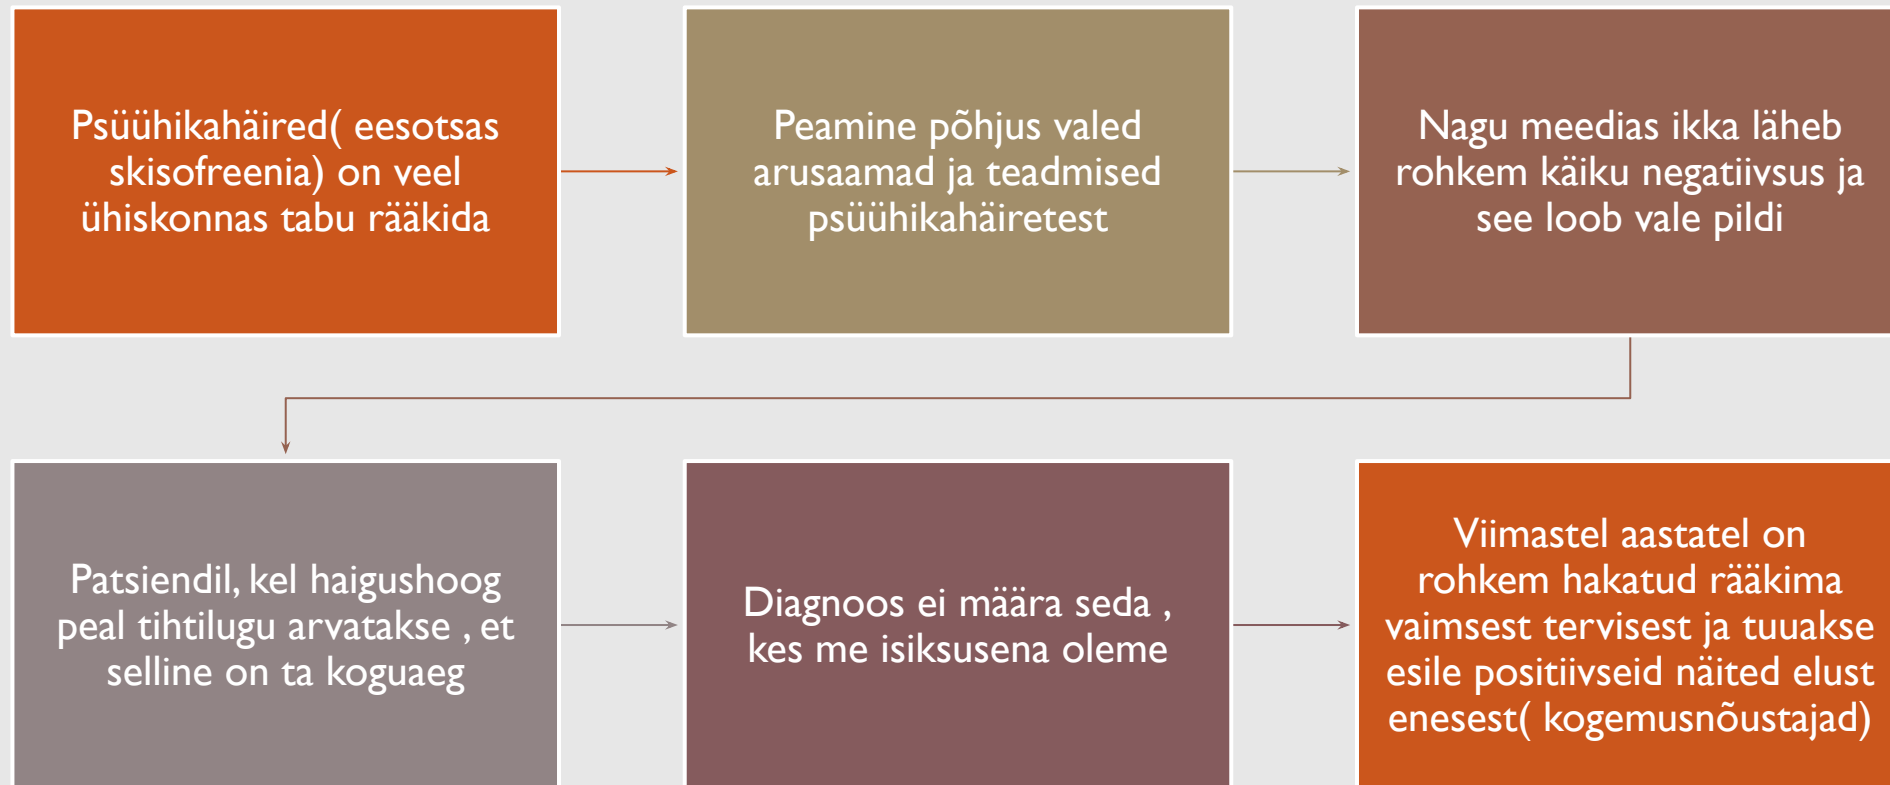 Psüühikahäired( eesotsas
skisofreenia) on veel
ühiskonnas tabu rääkida
Peamine põhjus valed
arusaamad ja teadmised
psüühikahäiretest
Nagu meedias ikka läheb
rohkem käiku negatiivsus ja
see loob vale pildi
Patsiendil, kel haigushoog
peal tihtilugu arvatakse , et
selline on ta koguaeg
Diagnoos ei määra seda ,
kes me isiksusena oleme
Viimastel aastatel on
rohkem hakatud rääkima
vaimsest tervisest ja tuuakse
esile positiivseid näited elust
enesest( kogemusnõustajad)